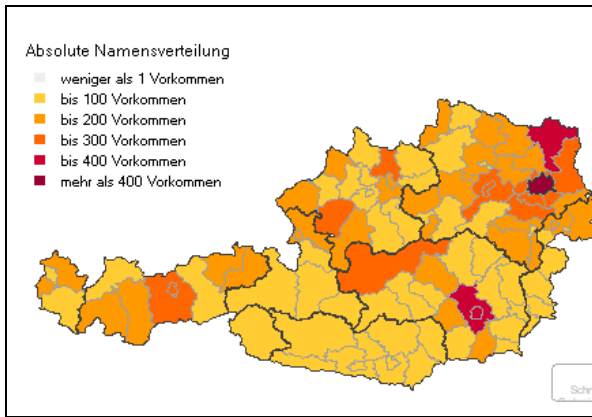 Absolute Namensverteilung
weniger als 1 Vorkommen
bis 100 Vorkommen
bis 200 Vorkommen
bis 300 Vorkommen
bis 400 Vorkommen
mehr als 400 Vorkommen